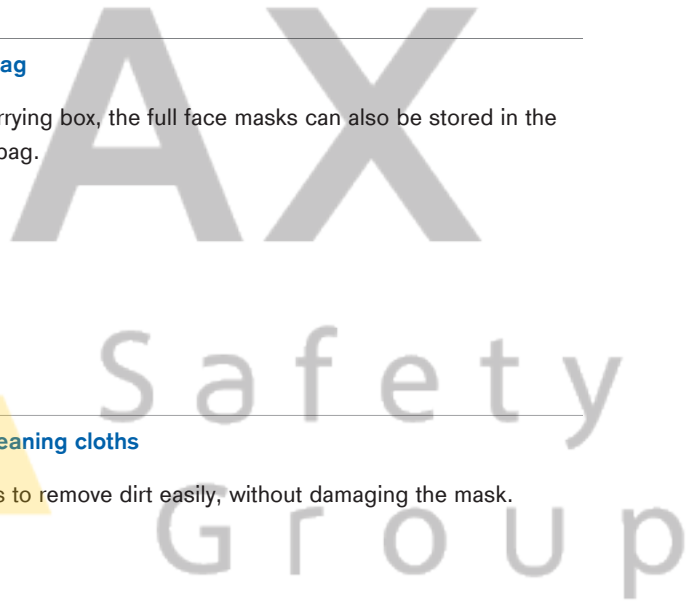 AX
ag
rrying box, the full face masks can also be stored in the
bag.
Safety
eaning cloths
s to remove dirt easily, without damaging the mask.
Group